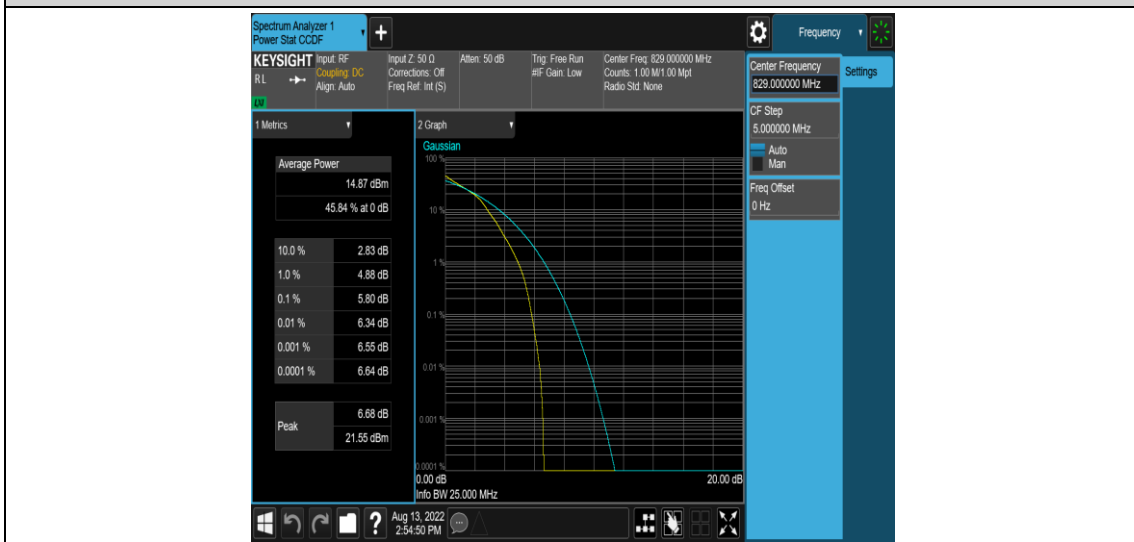 Spectrum Analyzer 1
Power Stat CCDF
+
Frequency
KEYSIGHT
RL
Input: RF
Coupling: DC
Align: Auto
Input Z: 50 Ω
Corrections: Off
Freq Ref: Int (S)
Atten: 50 dB
Trig: Free Run
#IF Gain: Low
Center Freq: 829.000000 MHz
Counts: 1.00 M/1.00 Mpt
Radio Std: None
Center Frequency
829.000000 MHz
Settings
CF Step
5.000000 MHz
Auto
Man
Freq Offset
0 Hz
1 Metrics
Average Power
14.87 dBm
45.84 % at 0 dB
10.0 % 2.83 dB
1.0 % 4.88 dB
0.1 % 5.80 dB
0.01 % 6.34 dB
0.001 % 6.55 dB
0.0001 % 6.64 dB
Peak
6.68 dB
21.55 dBm
2 Graph
Gaussian
100 %
10 %
1 %
0.1 %
0.01 %
0.001 %
0.0001 %
0.00 dB 20.00 dB
Info BW 25.000 MHz
?
Aug 13, 2022
2:54:50 PM